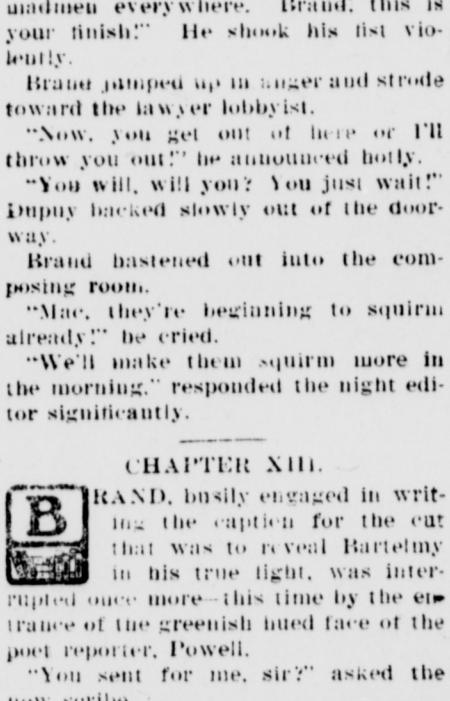 madmen everywhere. Brand, this is
your finish!" He shook his fist vio-
lently.
Brand jumped up in anger and strode
toward the lawyer lobbyist.
"Now, you get out of here or I'll
throw you out!" he announced hotly.
"You will, will you? You just wait!"
Dupuy backed slowly out of the door-
way.
Brand hastened out into the com-
posing room.
"Mac, they're beginning to squirm
already!" he cried.
"We'll make them squirm more in
the morning," responded the night edi-
tor significantly.
CHAPTER XIII.
BRAND, busily engaged in writ-
ing the caption for the cut
that was to reveal Bartelmy
in his true light, was inter-
rupted once more—this time by the en-
trance of the greenish hued face of the
poet reporter, Powell.
"You sent for me, sir?" asked the
new scribe